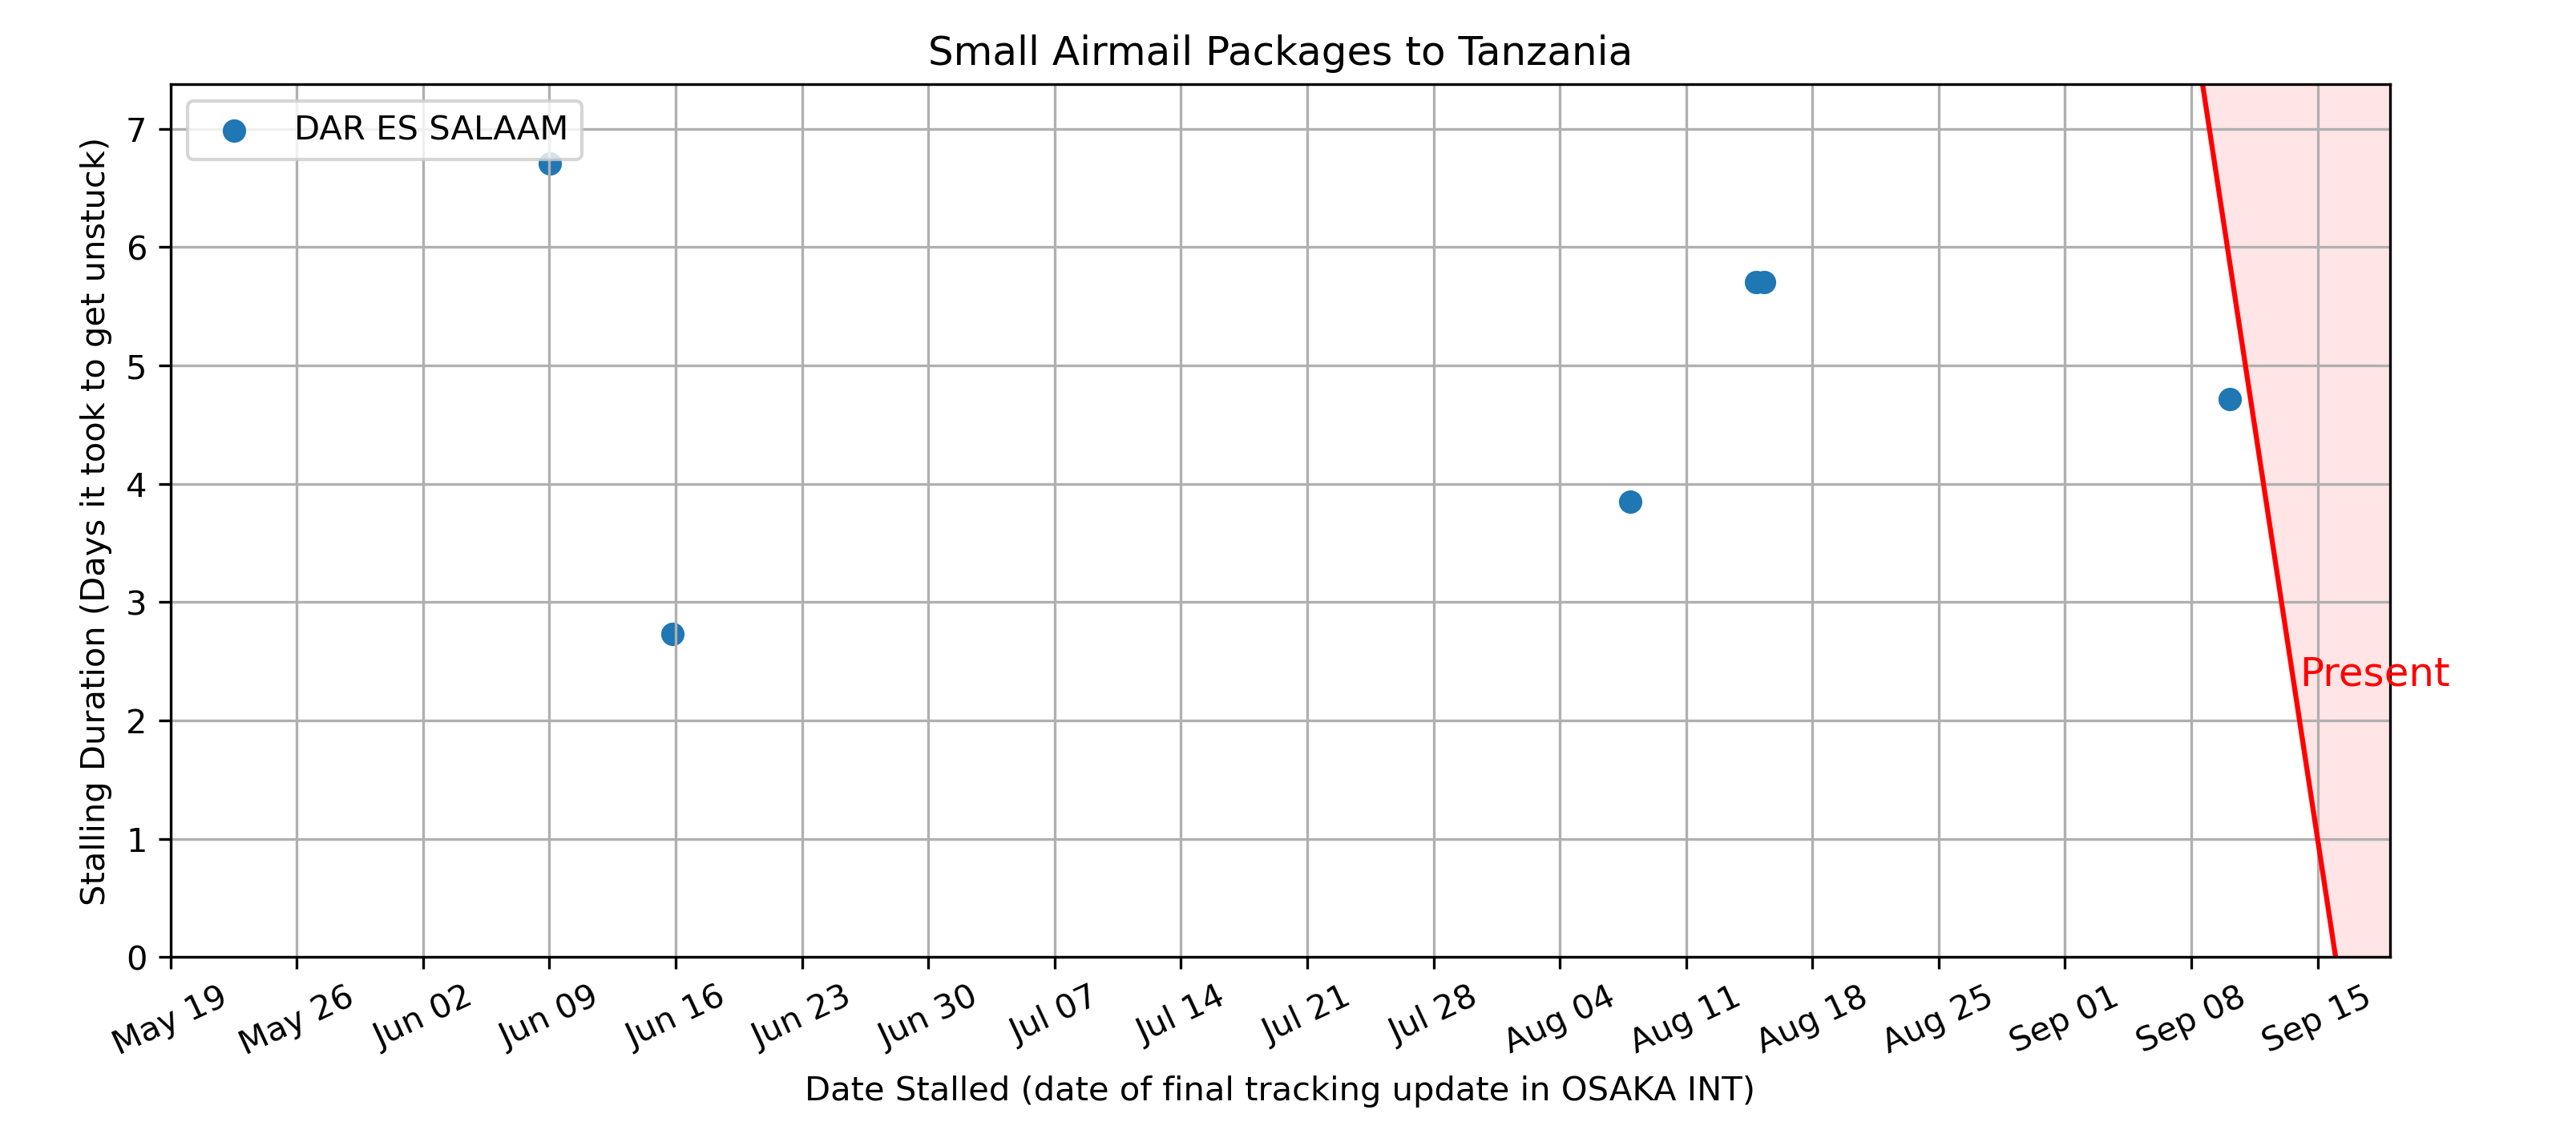 Small Airmail Packages to Tanzania
DAR ES SALAAM
Stalling Duration (Days it took to get unstuck)
7
6
5
4
3
2
1
0
Present
May 19
May 26
Jun 02
Jun 09
Jun 16
Jun 23
Jun 30
Jul 07
Jul 14
Jul 21
Jul 28
Aug 04
Aug 11
Aug 18
Aug 25
Sep 01
Sep 08
Sep 15
Date Stalled (date of final tracking update in OSAKA INT)